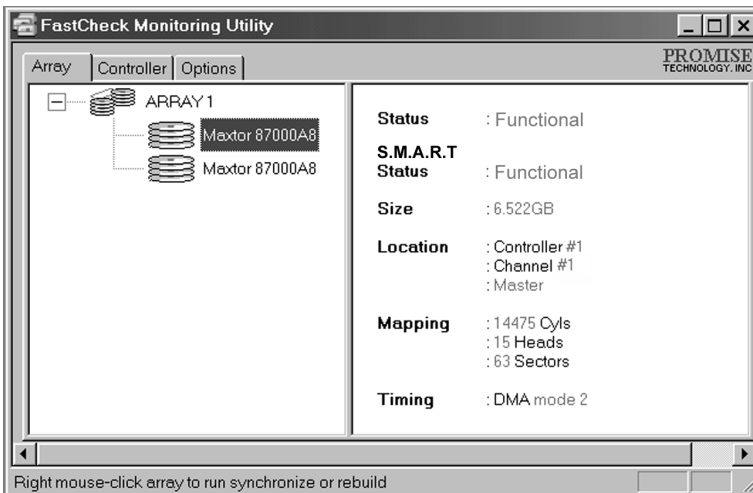 FastCheck Monitoring Utility
Array Controller Options
PROMISE
TECHNOLOGY. INC
ARRAY 1
Maxtor 87000A8
Maxtor 87000A8
Status : Functional
S.M.A.R.T
Status : Functional
Size : 6.522GB
Location : Controller #1
: Channel #1
: Master
Mapping : 14475 Cyls
: 15 Heads
: 63 Sectors
Timing : DMA mode 2
Right mouse-click array to run synchronize or rebuild